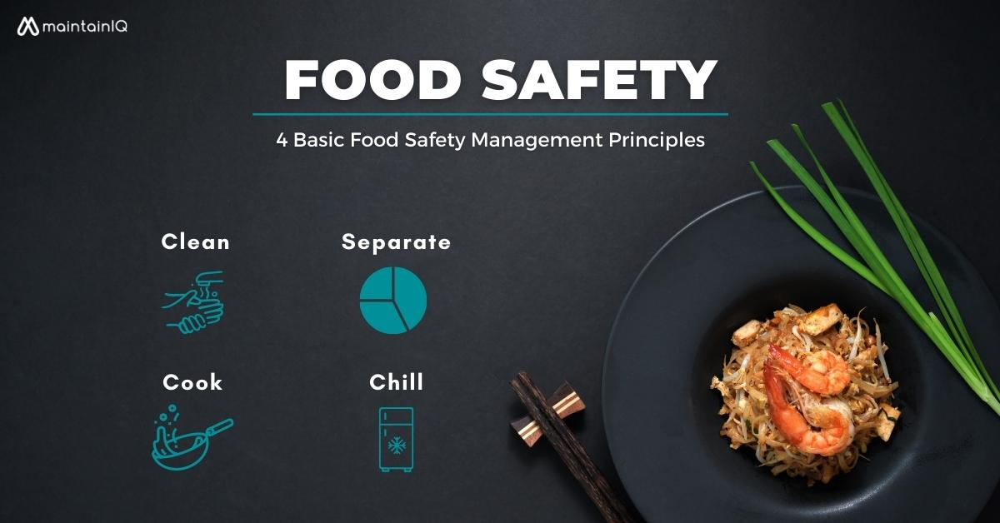 maintainIQ
FOOD SAFETY
4 Basic Food Safety Management Principles
Clean
Separate
Cook
Chill